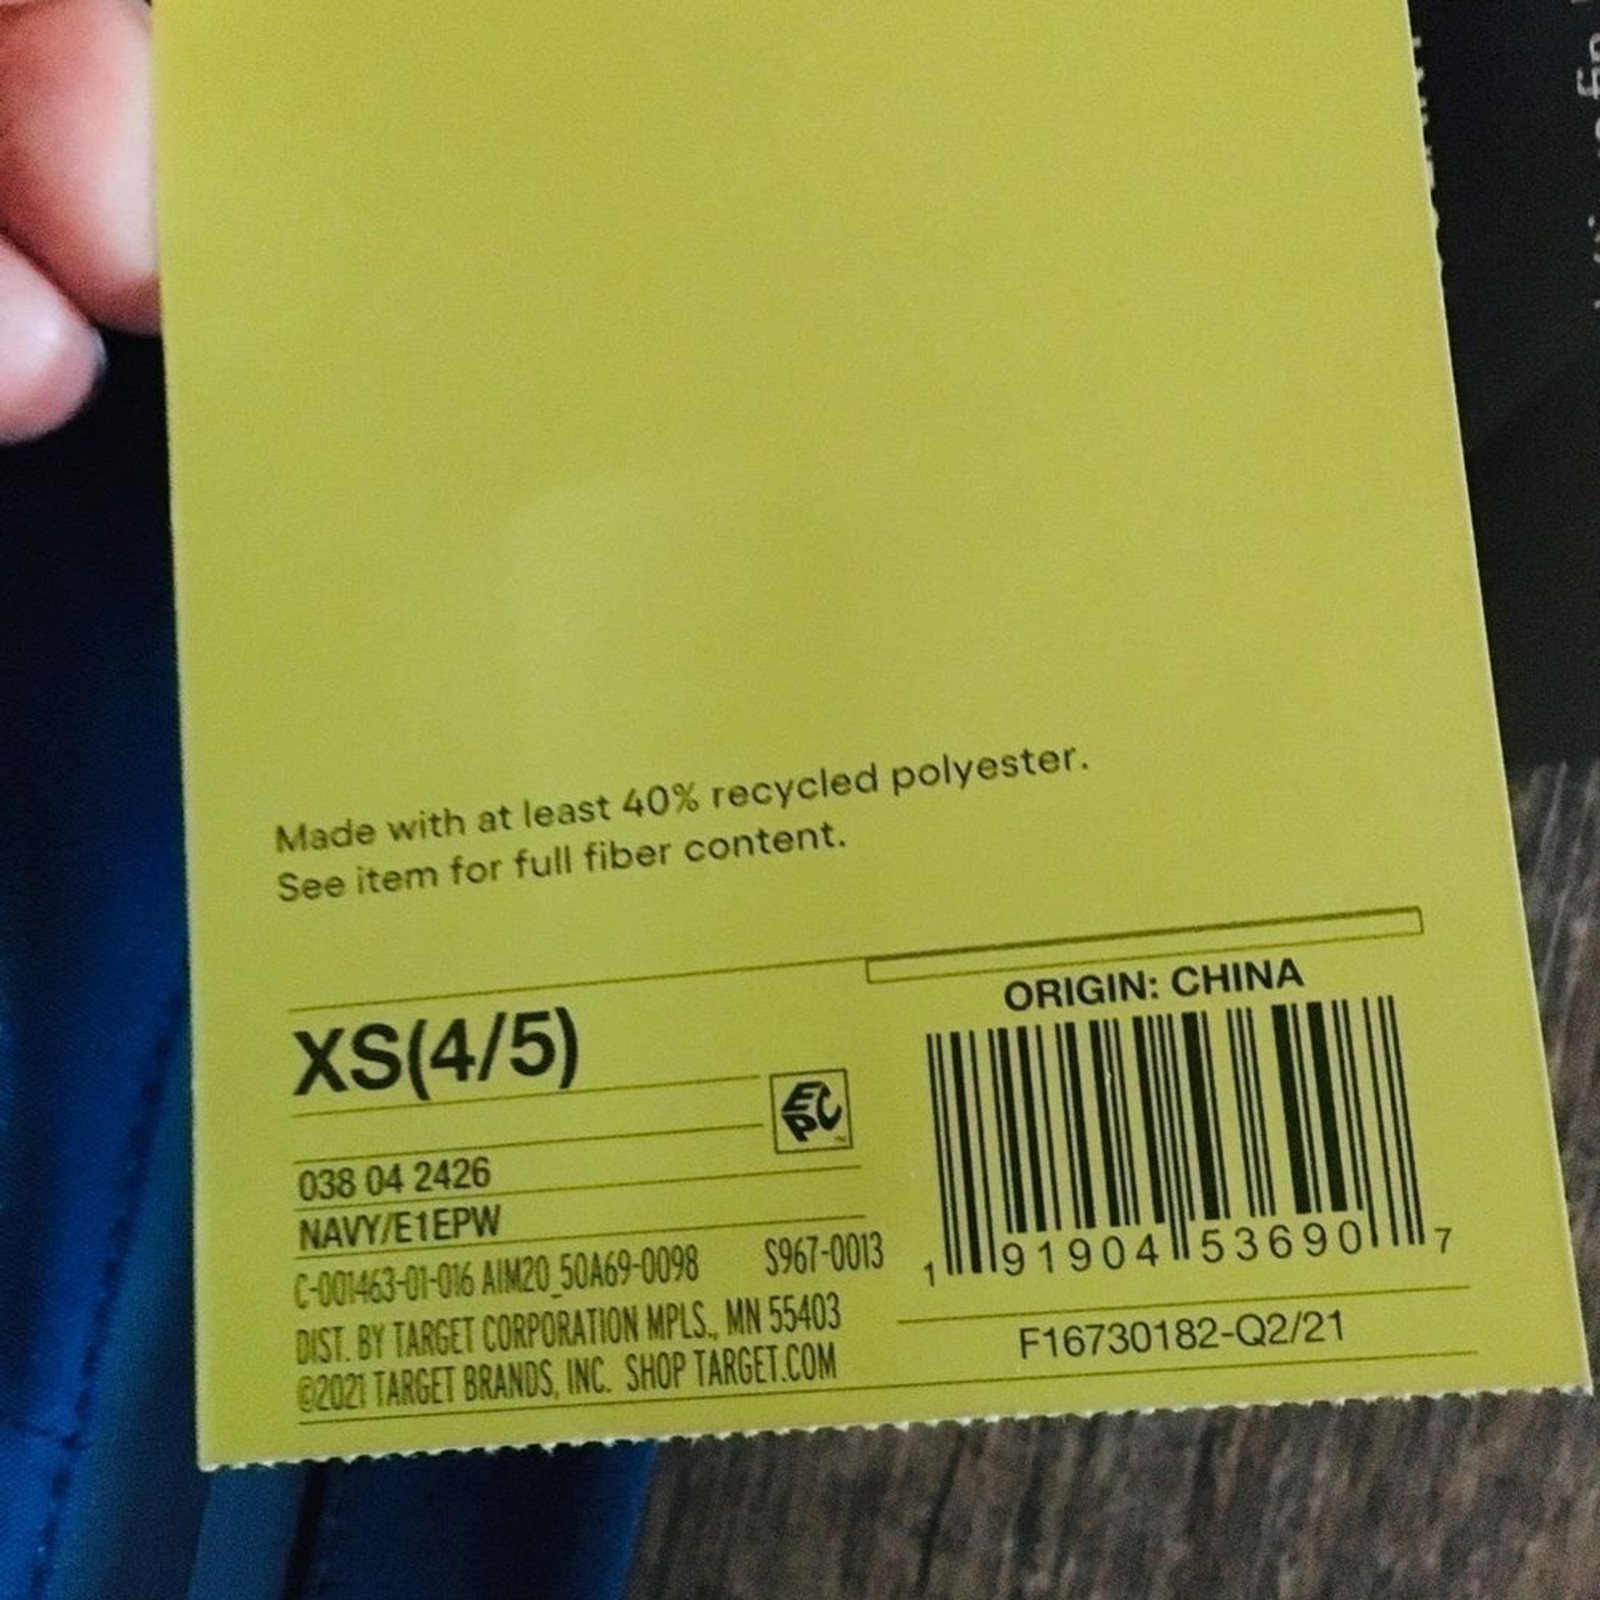 Made with at least 40% recycled polyester.
See item for full fiber content.
XS(4/5)
EPC
038 04 2426
NAVY/E1EPW
C-001463-01-016 AIM20_50A69-0098 S967-0013
DIST. BY TARGET CORPORATION MPLS., MN 55403
©2021 TARGET BRANDS, INC. SHOP TARGET.COM
ORIGIN: CHINA
1 91904 53690 7
F16730182-Q2/21